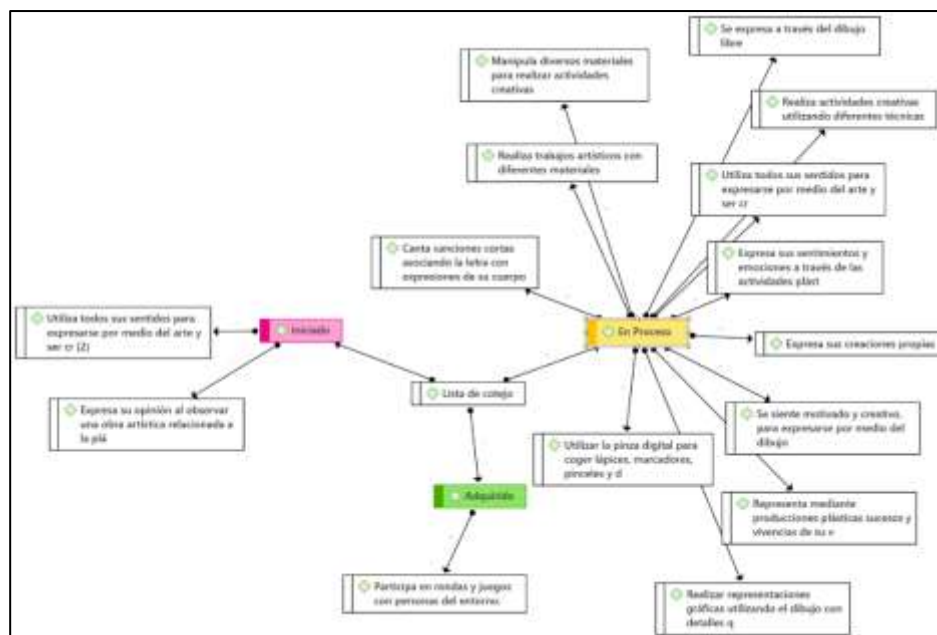 Se expresa a través del dibujo
libre
Manipula diversos materiales
para realizar actividades
creativas
Realiza actividades creativas
utilizando diferentes técnicas
Realiza trabajos artísticos con
diferentes materiales
Utiliza todos sus sentidos para
expresarse por medio del arte y
ser cr
Canta canciones cortas
asociando la letra con
expresiones de su cuerpo
Expresa sus sentimientos y
emociones a través de las
actividades plást
Utiliza todos sus sentidos para
expresarse por medio del arte y
ser cr (2)
Iniciado
En Proceso
Expresa sus creaciones propias
Expresa su opinión al observar
una obra artística relacionada a
la plá
Lista de cotejo
Se siente motivado y creativo,
para expresarse por medio del
dibujo
Utilizar la pinza digital para
coger lápices, marcadores,
pinceles y d
Adquirido
Representa mediante
producciones plásticas sucesos y
vivencias de su v
Participa en rondas y juegos
con personas del entorno.
Realizar representaciones
gráficas utilizando el dibujo con
detalles q